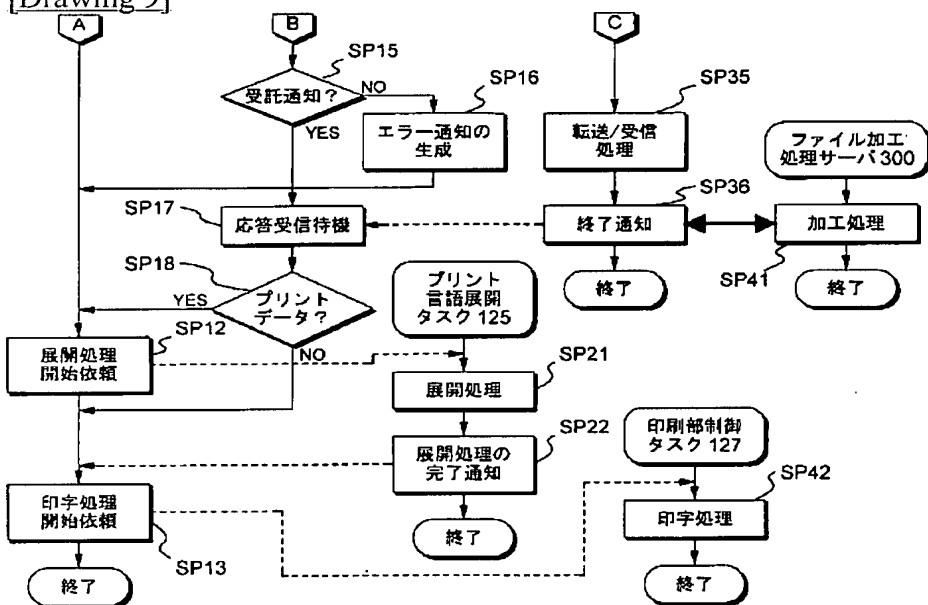 A
B
C
SP15
受託通知?
NO
YES
SP16
エラー通知の
生成
SP35
転送/受信
処理
ファイル加工
処理サーバ300
SP17
応答受信待機
SP36
終了通知
加工処理
SP41
終了
終了
SP18
プリント
データ?
YES
NO
プリント
言語展開
タスク125
SP12
展開処理
開始依頼
SP21
展開処理
SP22
展開処理の
完了通知
終了
印刷部制御
タスク127
SP42
印字処理
終了
印字処理
開始依頼
SP13
終了